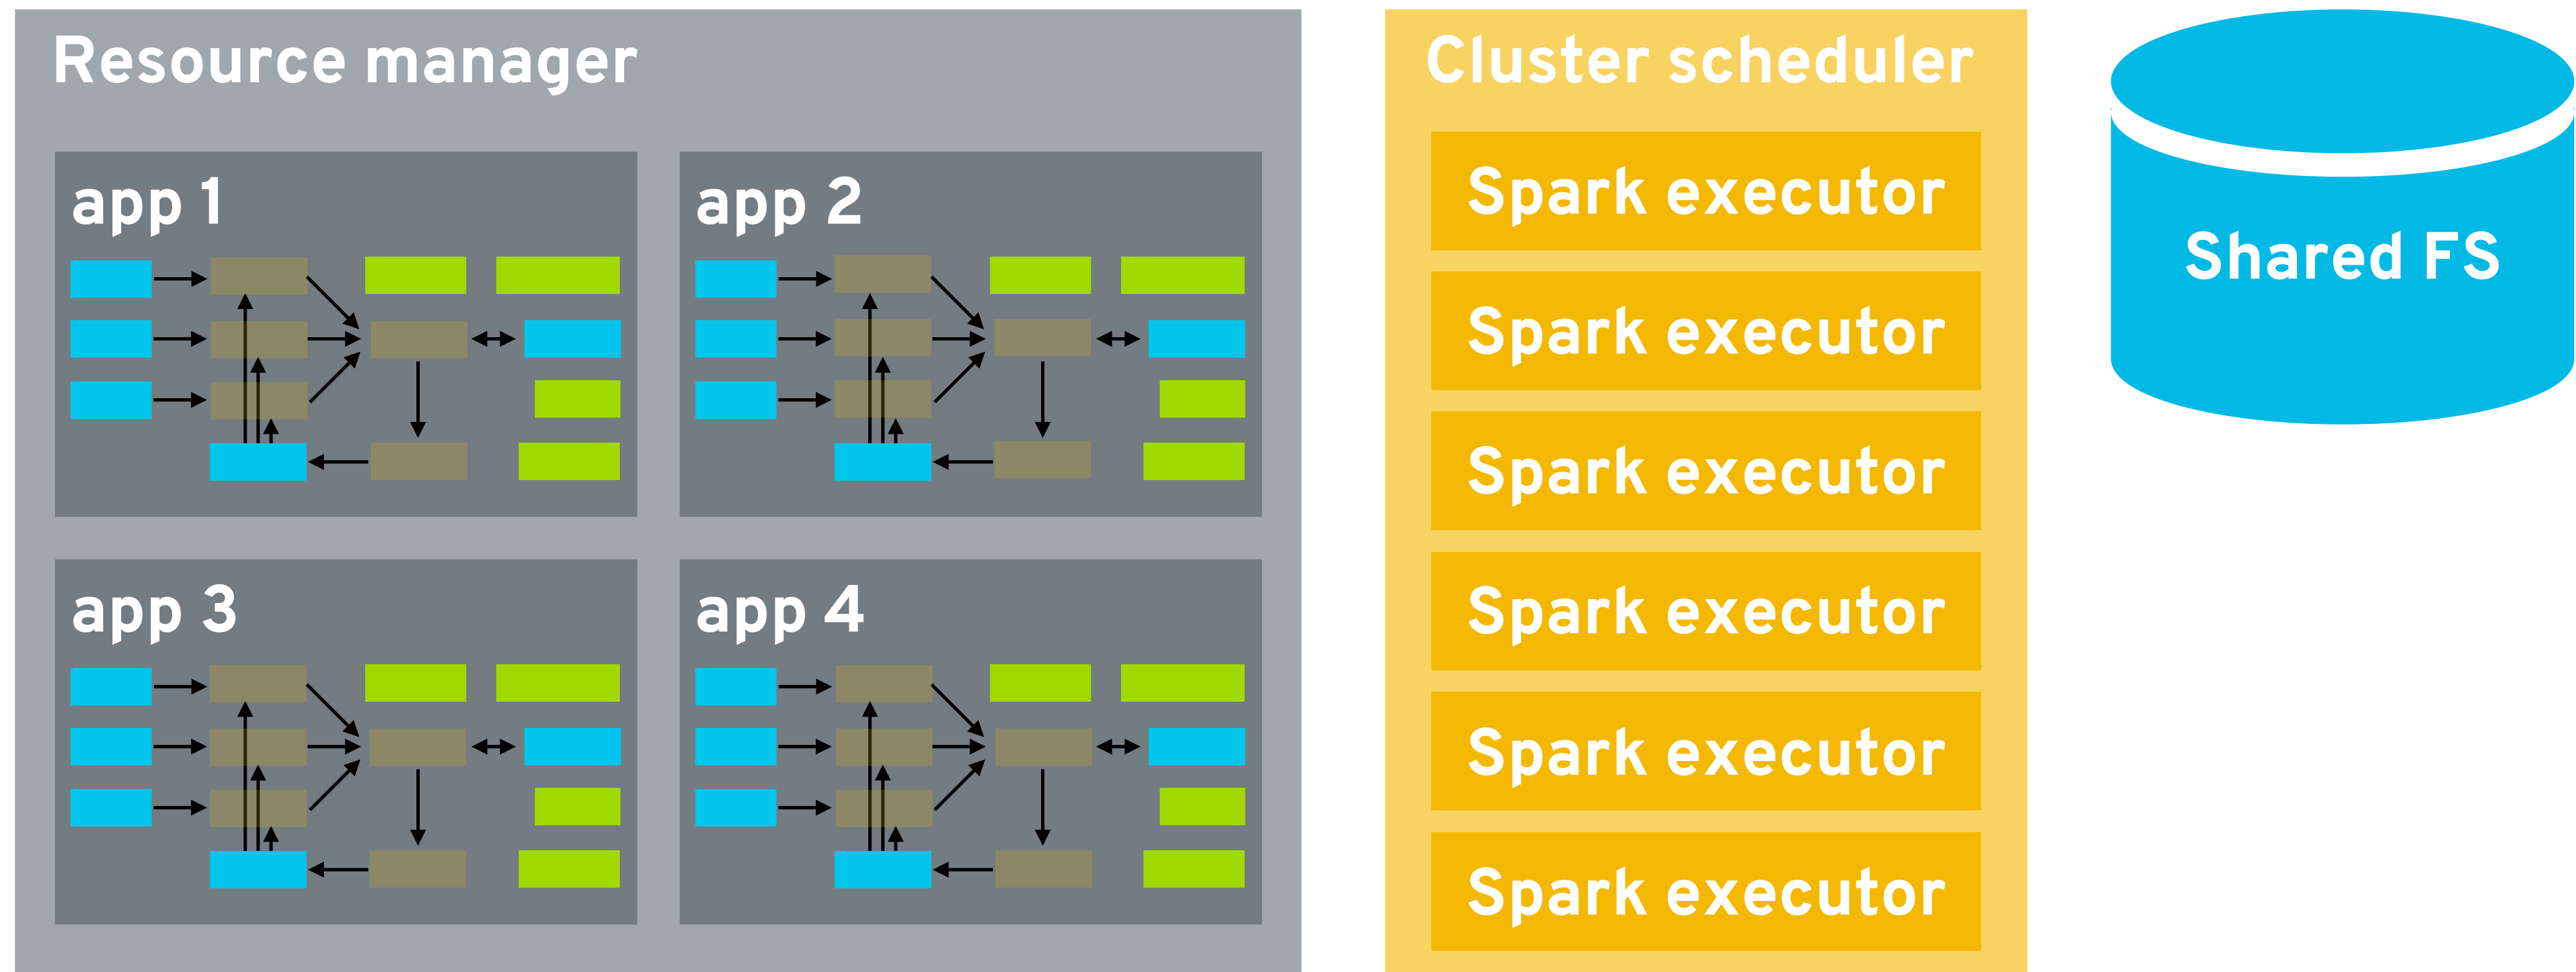 Resource manager
app 1
app 2
app 3
app 4
Cluster scheduler
Spark executor
Spark executor
Spark executor
Spark executor
Spark executor
Spark executor
Shared FS